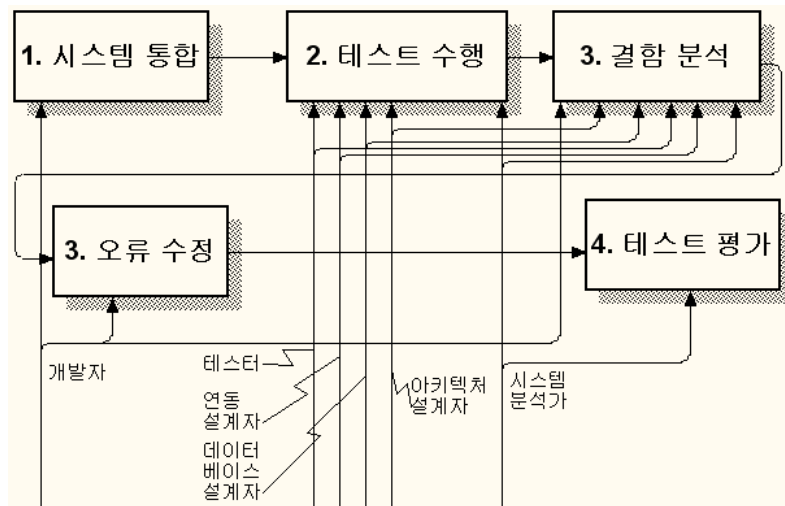 1. 시스템 통합
2. 테스트 수행
3. 결함 분석
3. 오류 수정
4. 테스트 평가
개발자
테스터
연동
설계자
데이터
베이스
설계자
아키텍처
설계자
시스템
분석가